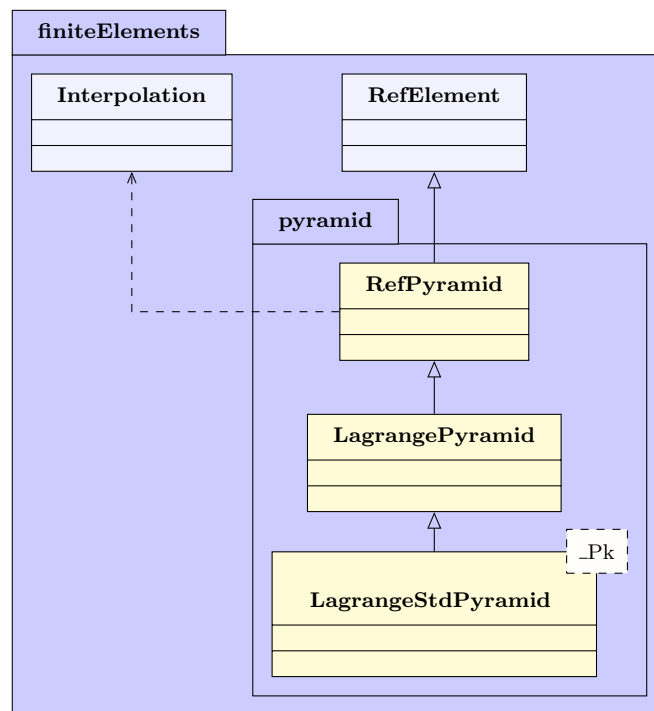 finiteElements
Interpolation
RefElement
pyramid
RefPyramid
LagrangePyramid
_Pk
LagrangeStdPyramid